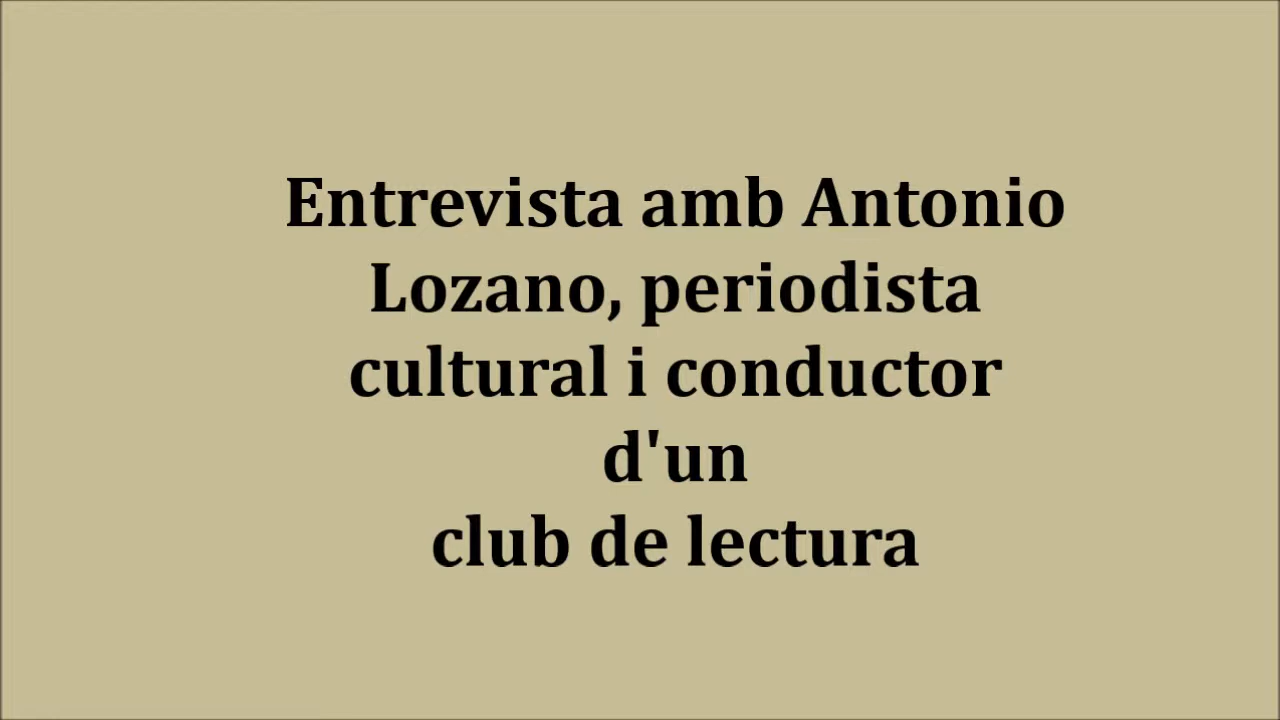 Entrevista amb Antonio
Lozano, periodista
cultural i conductor
d'un
club de lectura